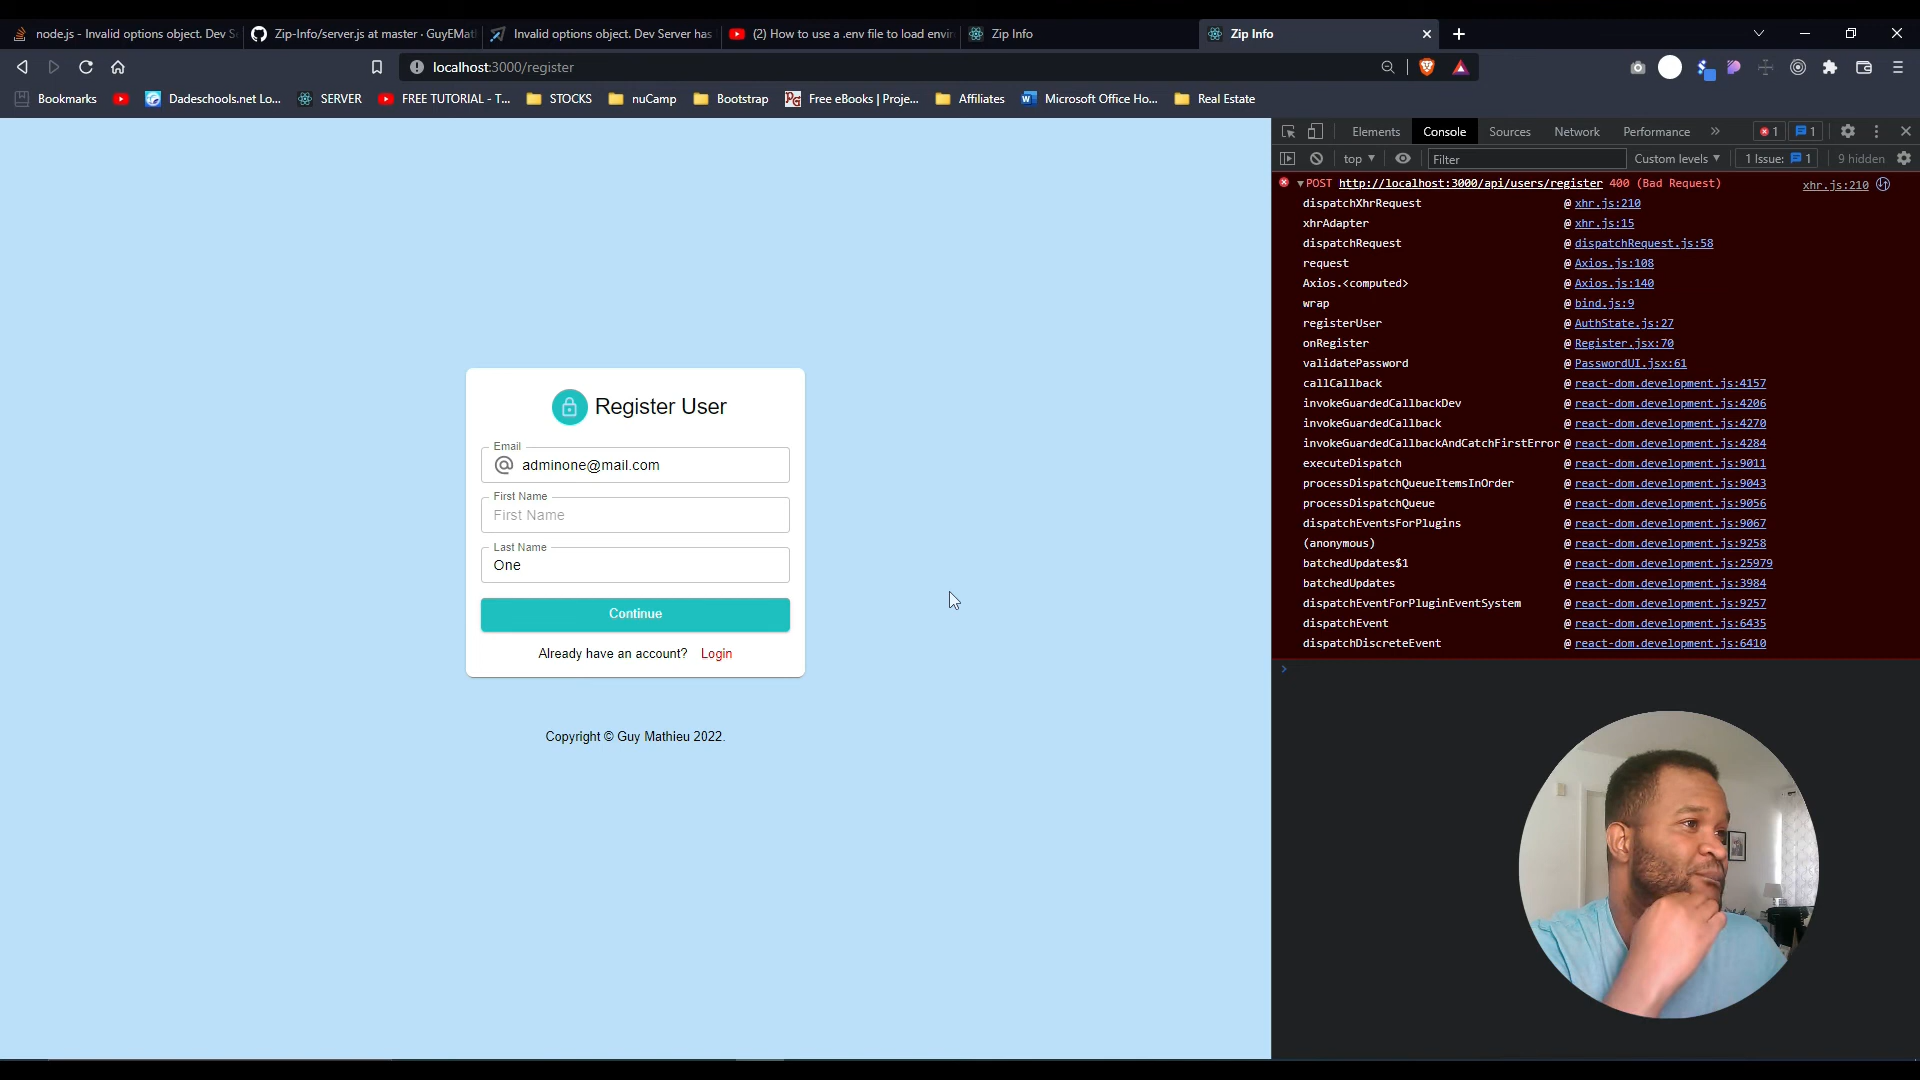 node.js - Invalid options object. Dev S
Zip-Info/server.js at master · GuyEMat
Invalid options object. Dev Server has
(2) How to use a .env file to load envir
Zip Info
Zip Info
localhost:3000/register
Bookmarks
Dadeschools.net Lo...
SERVER
FREE TUTORIAL - T...
STOCKS
nuCamp
Bootstrap
Free eBooks | Proje...
Affiliates
Microsoft Office Ho...
Real Estate
Elements
Console
Sources
Network
Performance
1
1
top
Filter
Custom levels
1 Issue: 1
9 hidden
POST http://localhost:3000/api/users/register 400 (Bad Request) xhr.js:210
dispatchXhrRequest @ xhr.js:210
xhrAdapter @ xhr.js:15
dispatchRequest @ dispatchRequest.js:58
request @ Axios.js:108
Axios.<computed> @ Axios.js:140
wrap @ bind.js:9
registerUser @ AuthState.js:27
onRegister @ Register.jsx:70
validatePassword @ PasswordUI.jsx:61
callCallback @ react-dom.development.js:4157
invokeGuardedCallbackDev @ react-dom.development.js:4206
invokeGuardedCallback @ react-dom.development.js:4270
invokeGuardedCallbackAndCatchFirstError @ react-dom.development.js:4284
executeDispatch @ react-dom.development.js:9011
processDispatchQueueItemsInOrder @ react-dom.development.js:9043
processDispatchQueue @ react-dom.development.js:9056
dispatchEventsForPlugins @ react-dom.development.js:9067
(anonymous) @ react-dom.development.js:9258
batchedUpdates$1 @ react-dom.development.js:25979
batchedUpdates @ react-dom.development.js:3984
dispatchEventForPluginEventSystem @ react-dom.development.js:9257
dispatchEvent @ react-dom.development.js:6435
dispatchDiscreteEvent @ react-dom.development.js:6410
Register User
Email
adminone@mail.com
First Name
First Name
Last Name
One
Continue
Already have an account? Login
Copyright © Guy Mathieu 2022.